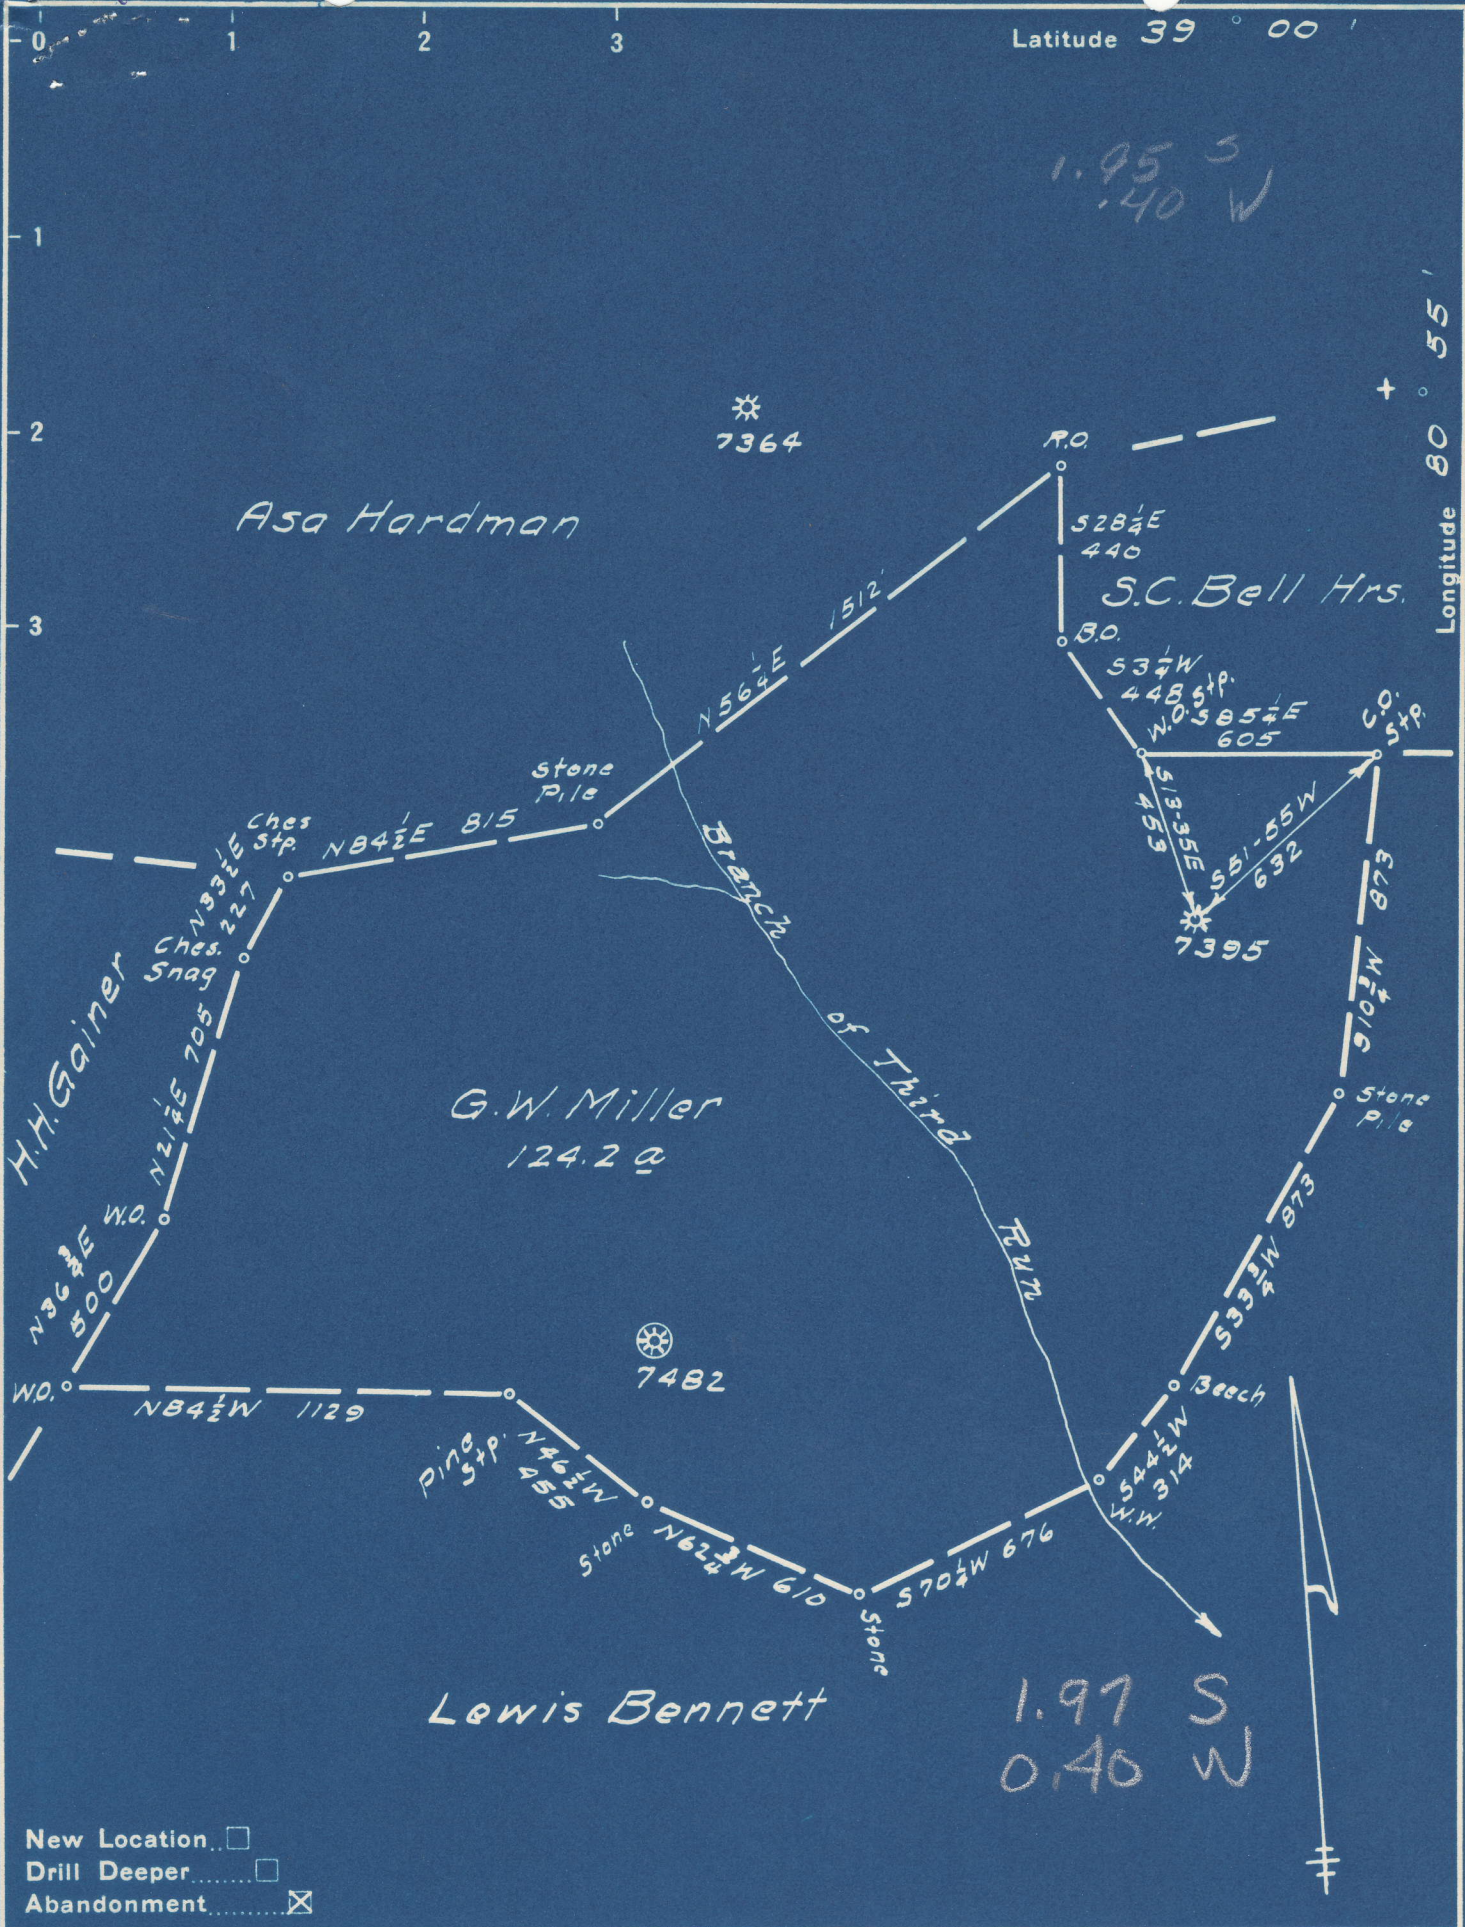 0 1 2 3
Latitude 39° 00'
1.95 S
.40 W
1
Longitude 80° 55'
2
7364
R.O.
Asa Hardman
S28¼E
440
S.C. Bell Hrs.
3
1512'
B.O.
N56¼E
S3¼W
448
W.O. Stp.
S85¼E
605
C.O.
Stp.
Stone
Pile
Ches
Stp.
N84½E 815
N33½E
227
Branch of Third Run
S13-35E
453
S51-55W
632
7395
873
S10¾W
Ches.
Snag
H.H. Gainer
N21¼E 705
G.W. Miller
124.2 a
Stone
Pile
W.O.
N36¾E
500
S33¾W 873
7482
W.O.
N84½W 1129
Beech
Pine
Stp.
N46½W
455
S44½W
314
W.W.
Stone
N62¾W 610
S70¼W 676
Stone
Lewis Bennett
1.97 S
0.40 W
New Location
Drill Deeper
Abandonment ☒